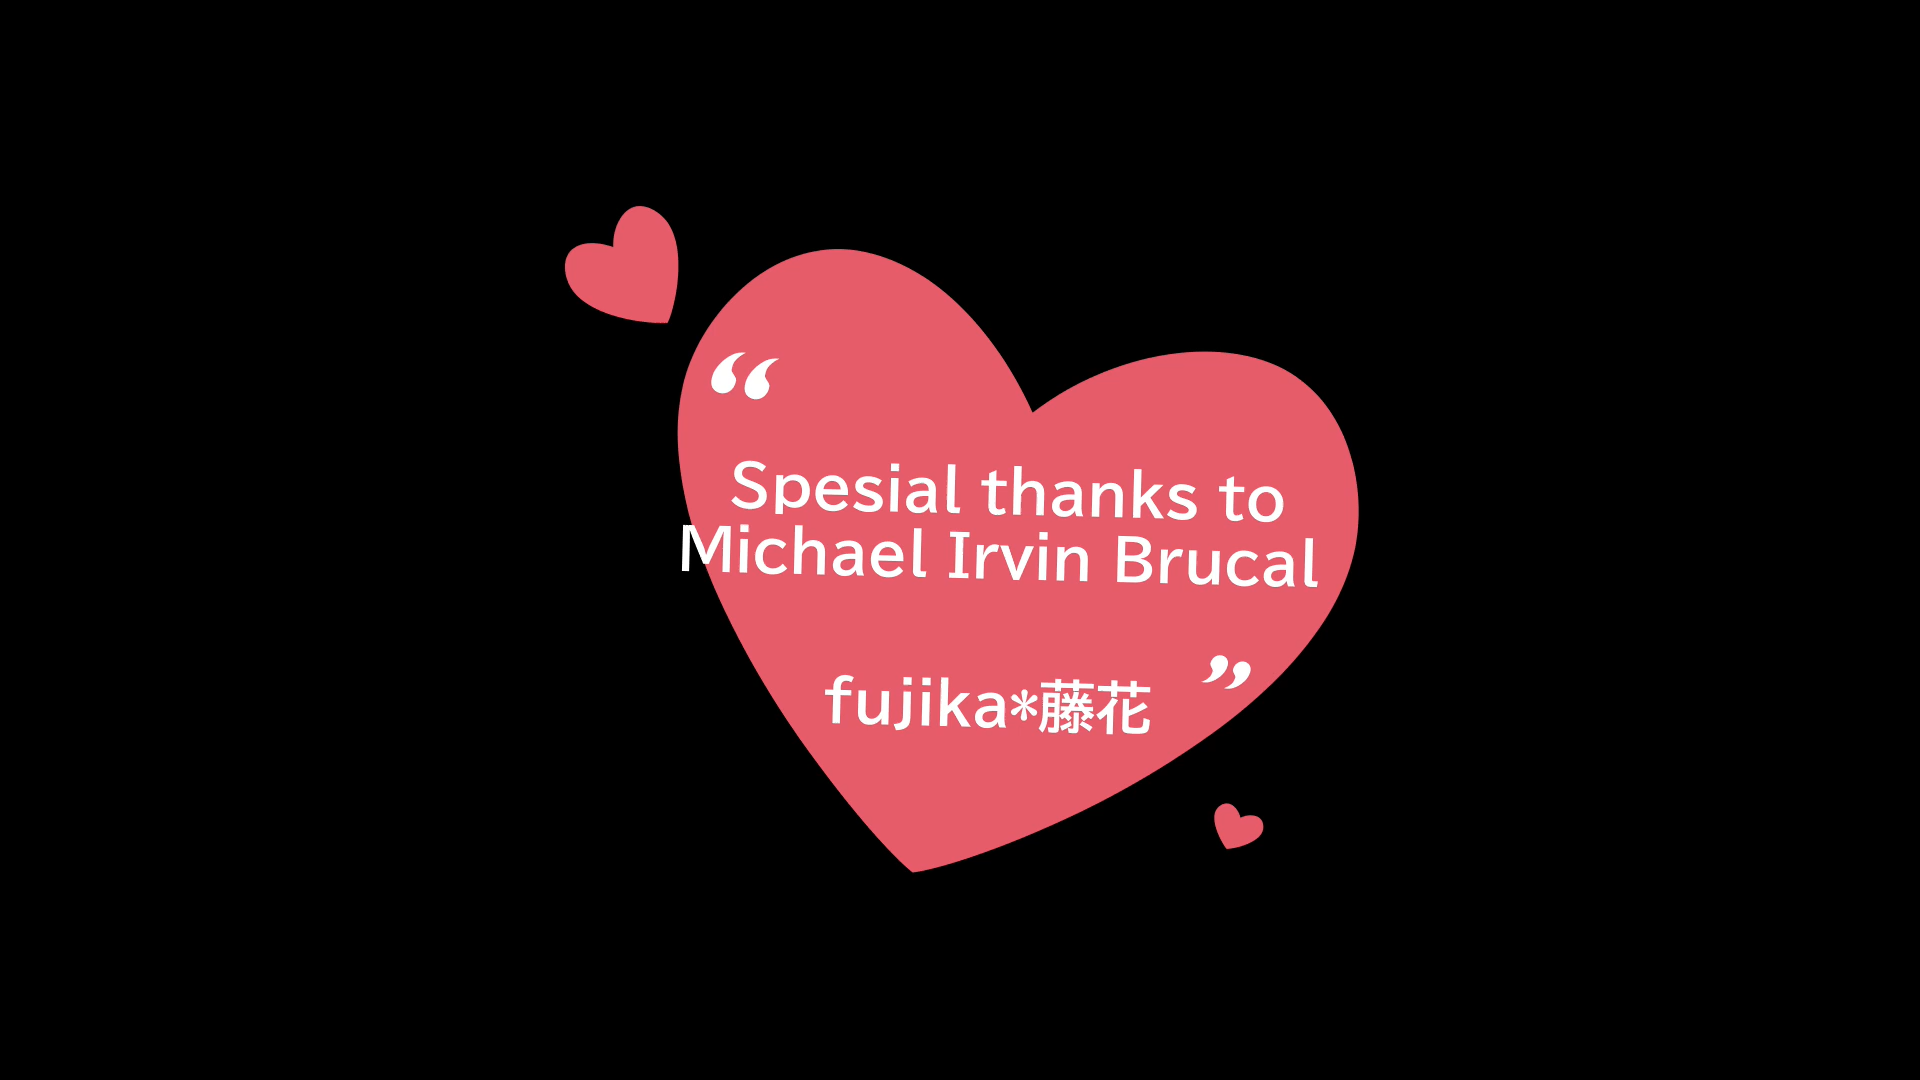 “
Spesial thanks to
Michael Irvin Brucal
fujika*藤花
”